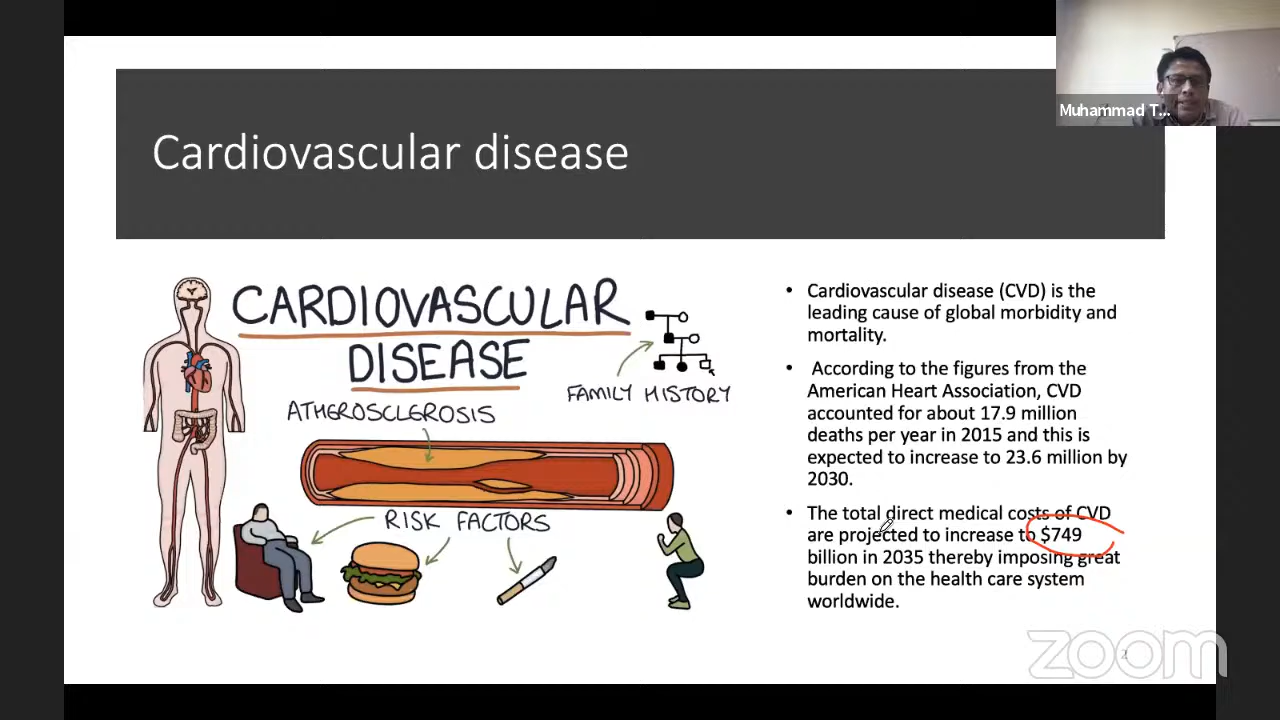 Muhammad T...
Cardiovascular disease
CARDIOVASCULAR
DISEASE
FAMILY HISTORY
ATHEROSCLEROSIS
RISK FACTORS
• Cardiovascular disease (CVD) is the
leading cause of global morbidity and
mortality.
• According to the figures from the
American Heart Association, CVD
accounted for about 17.9 million
deaths per year in 2015 and this is
expected to increase to 23.6 million by
2030.
• The total direct medical costs of CVD
are projected to increase to $749
billion in 2035 thereby imposing great
burden on the health care system
worldwide.
zoom
2